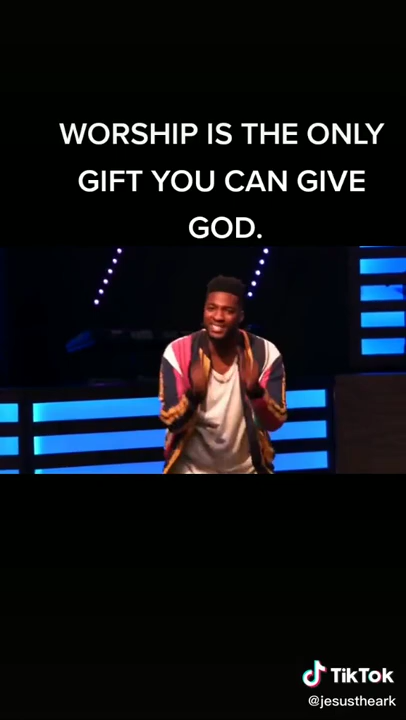 WORSHIP IS THE ONLY
GIFT YOU CAN GIVE
GOD.
TikTok
@jesustheark